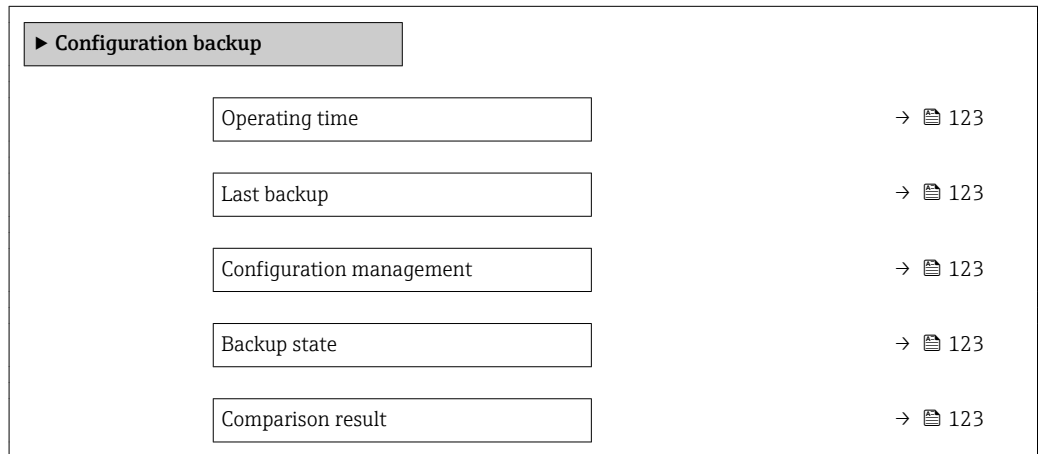 ► Configuration backup
Operating time → 123
Last backup → 123
Configuration management → 123
Backup state → 123
Comparison result → 123